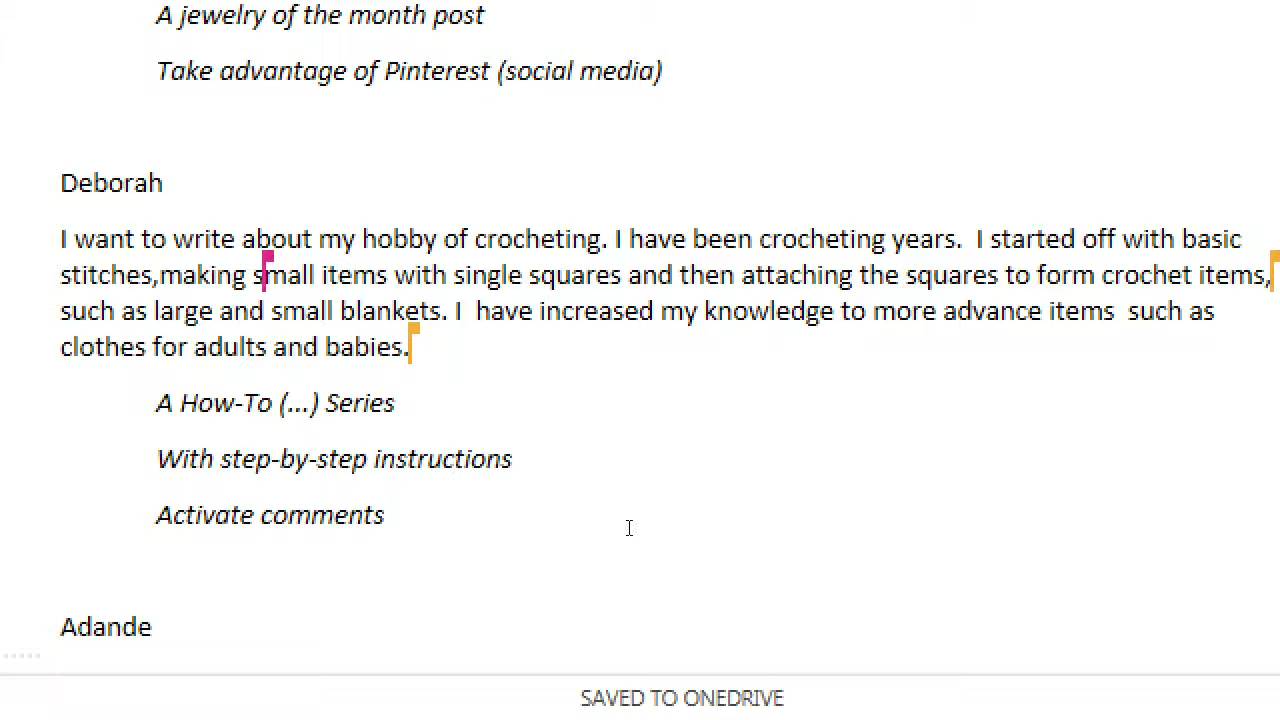 A jewelry of the month post
Take advantage of Pinterest (social media)
Deborah
I want to write about my hobby of crocheting. I have been crocheting years.  I started off with basic
stitches,making small items with single squares and then attaching the squares to form crochet items,
such as large and small blankets. I  have increased my knowledge to more advance items  such as
clothes for adults and babies.
A How-To (...) Series
With step-by-step instructions
Activate comments
Adande
SAVED TO ONEDRIVE